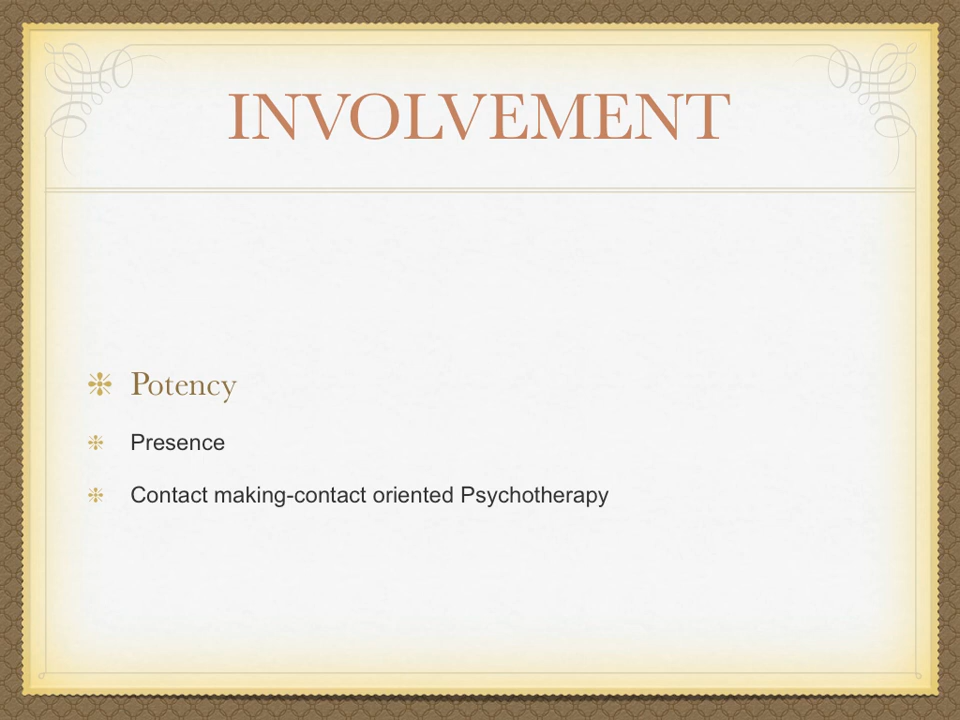 INVOLVEMENT
Potency
Presence
Contact making-contact oriented Psychotherapy